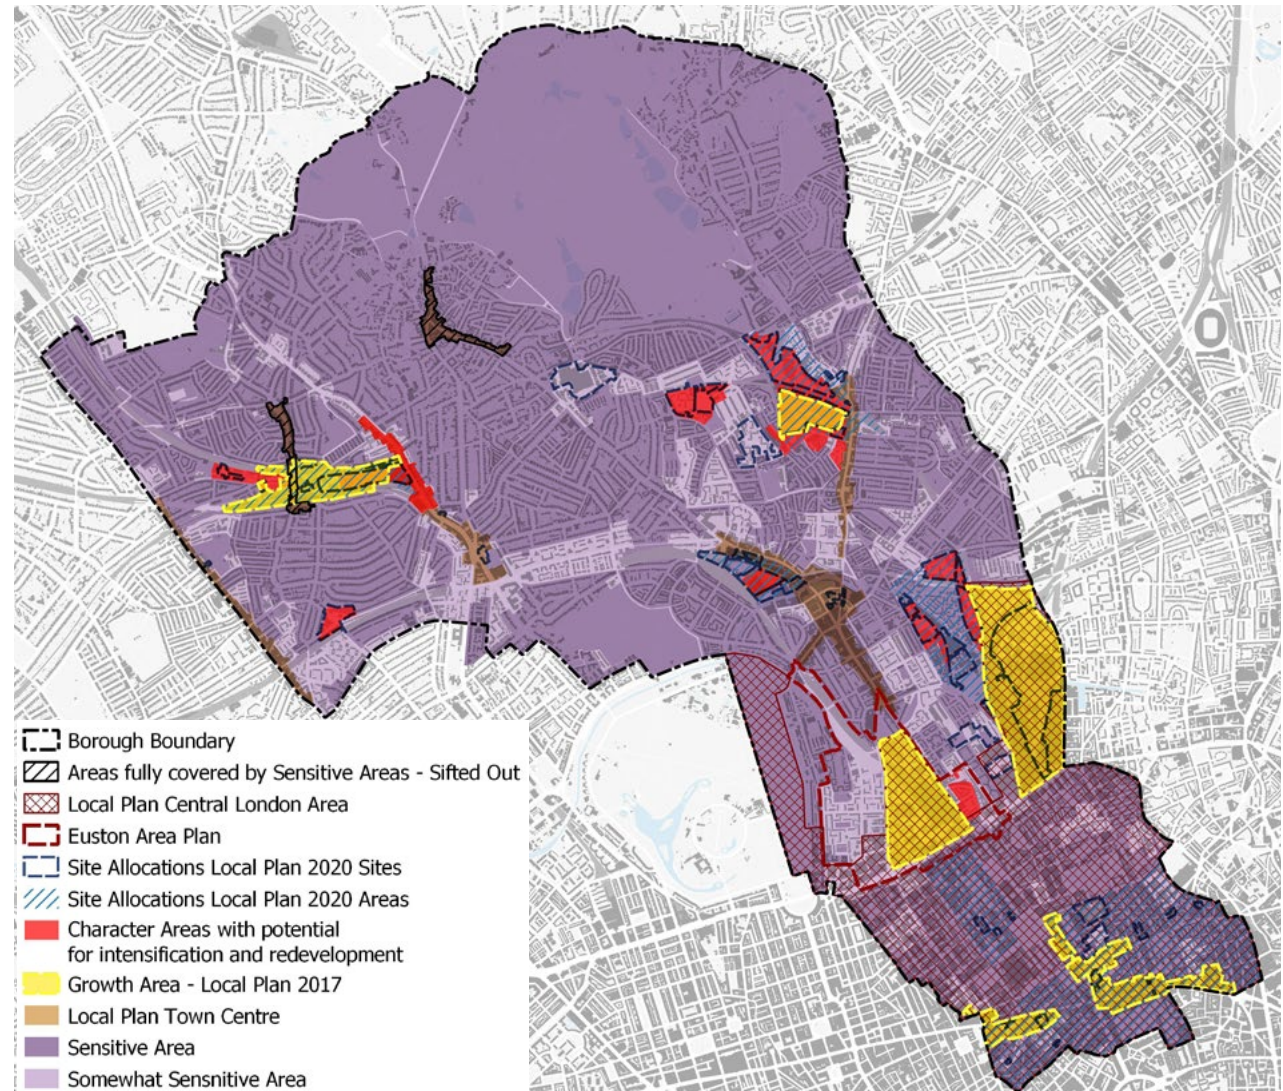 Borough Boundary
Areas fully covered by Sensitive Areas - Sifted Out
Local Plan Central London Area
Euston Area Plan
Site Allocations Local Plan 2020 Sites
Site Allocations Local Plan 2020 Areas
Character Areas with potential
for intensification and redevelopment
Growth Area - Local Plan 2017
Local Plan Town Centre
Sensitive Area
Somewhat Sensnitive Area